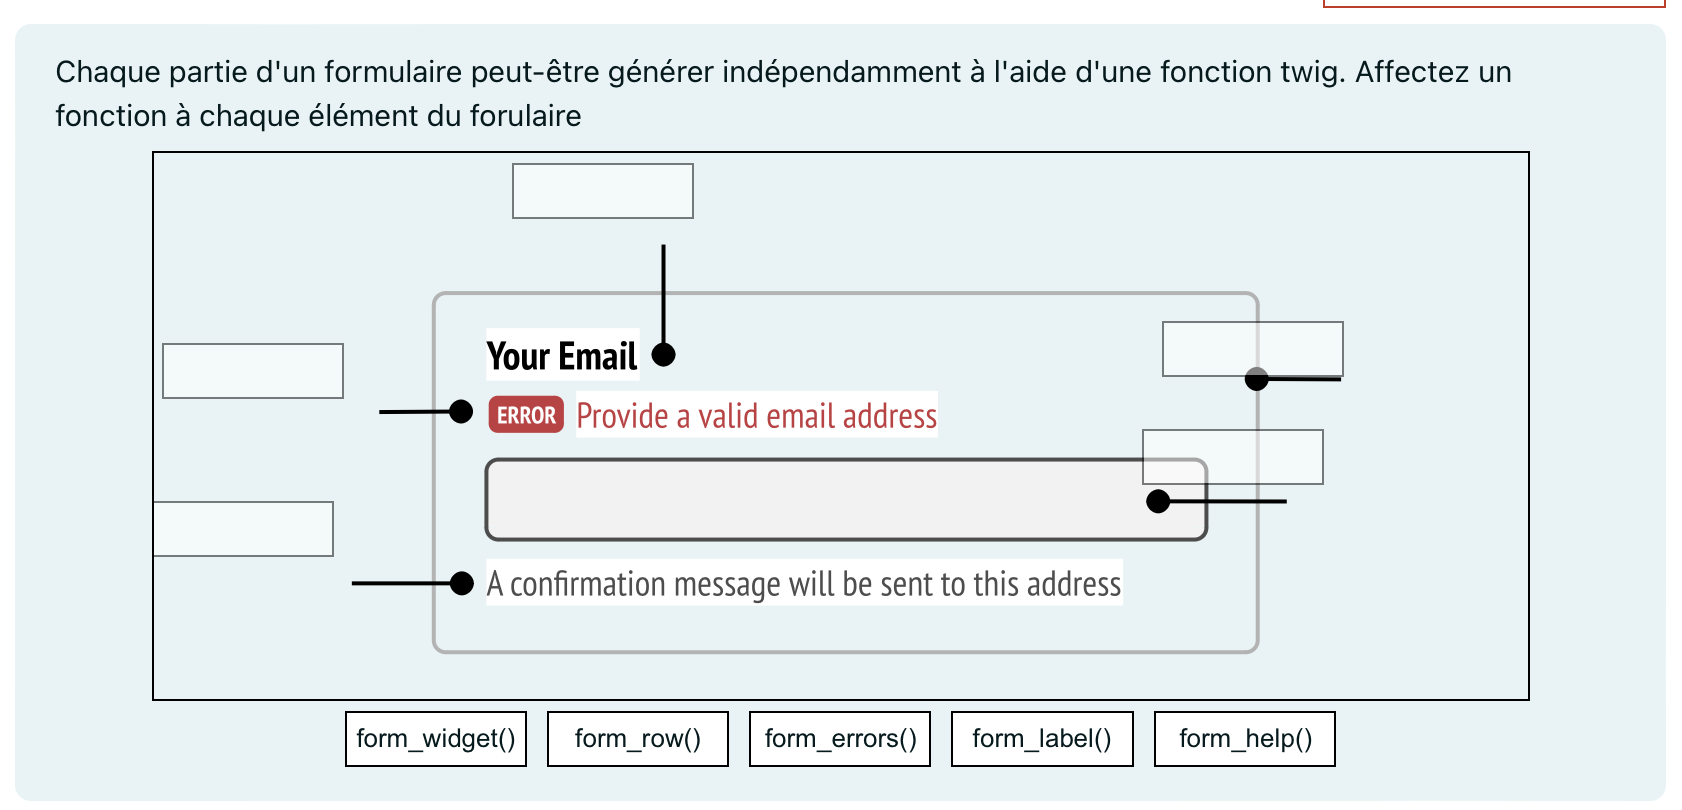 Chaque partie d'un formulaire peut-être générer indépendamment à l'aide d'une fonction twig. Affectez un
fonction à chaque élément du forulaire
Your Email
ERROR Provide a valid email address
A confirmation message will be sent to this address
form_widget() form_row() form_errors() form_label() form_help()